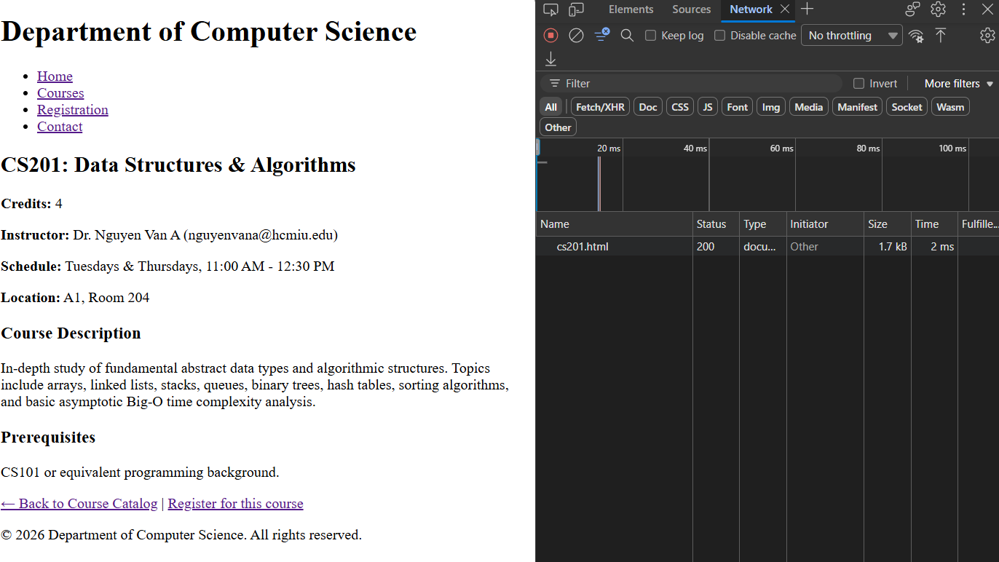 Department of Computer Science
Home
Courses
Registration
Contact
CS201: Data Structures & Algorithms
Credits: 4
Instructor: Dr. Nguyen Van A (nguyenvana@hcmiu.edu)
Schedule: Tuesdays & Thursdays, 11:00 AM - 12:30 PM
Location: A1, Room 204
Course Description
In-depth study of fundamental abstract data types and algorithmic structures. Topics
include arrays, linked lists, stacks, queues, binary trees, hash tables, sorting algorithms,
and basic asymptotic Big-O time complexity analysis.
Prerequisites
CS101 or equivalent programming background.
← Back to Course Catalog | Register for this course
© 2026 Department of Computer Science. All rights reserved.
Elements Sources Network
Keep log Disable cache No throttling
Filter Invert More filters
All Fetch/XHR Doc CSS JS Font Img Media Manifest Socket Wasm
Other
20 ms 40 ms 60 ms 80 ms 100 ms
Name Status Type Initiator Size Time Fulfille...
cs201.html 200 docu... Other 1.7 kB 2 ms